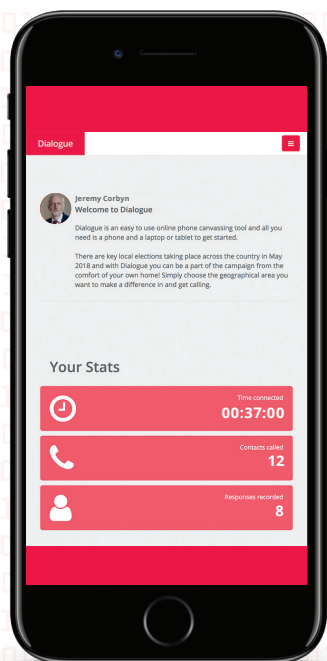 Dialogue
Jeremy Corbyn
Welcome to Dialogue
Dialogue is an easy to use online phone canvassing tool and all you
need is a phone and a laptop or tablet to get started.
There are key local elections taking place across the country in May
2018 and with Dialogue you can be a part of the campaign from the
comfort of your own home! Simply choose the geographical area you
want to make a difference in and get calling.
Your Stats
Time connected
00:37:00
Contacts called
12
Responses recorded
8